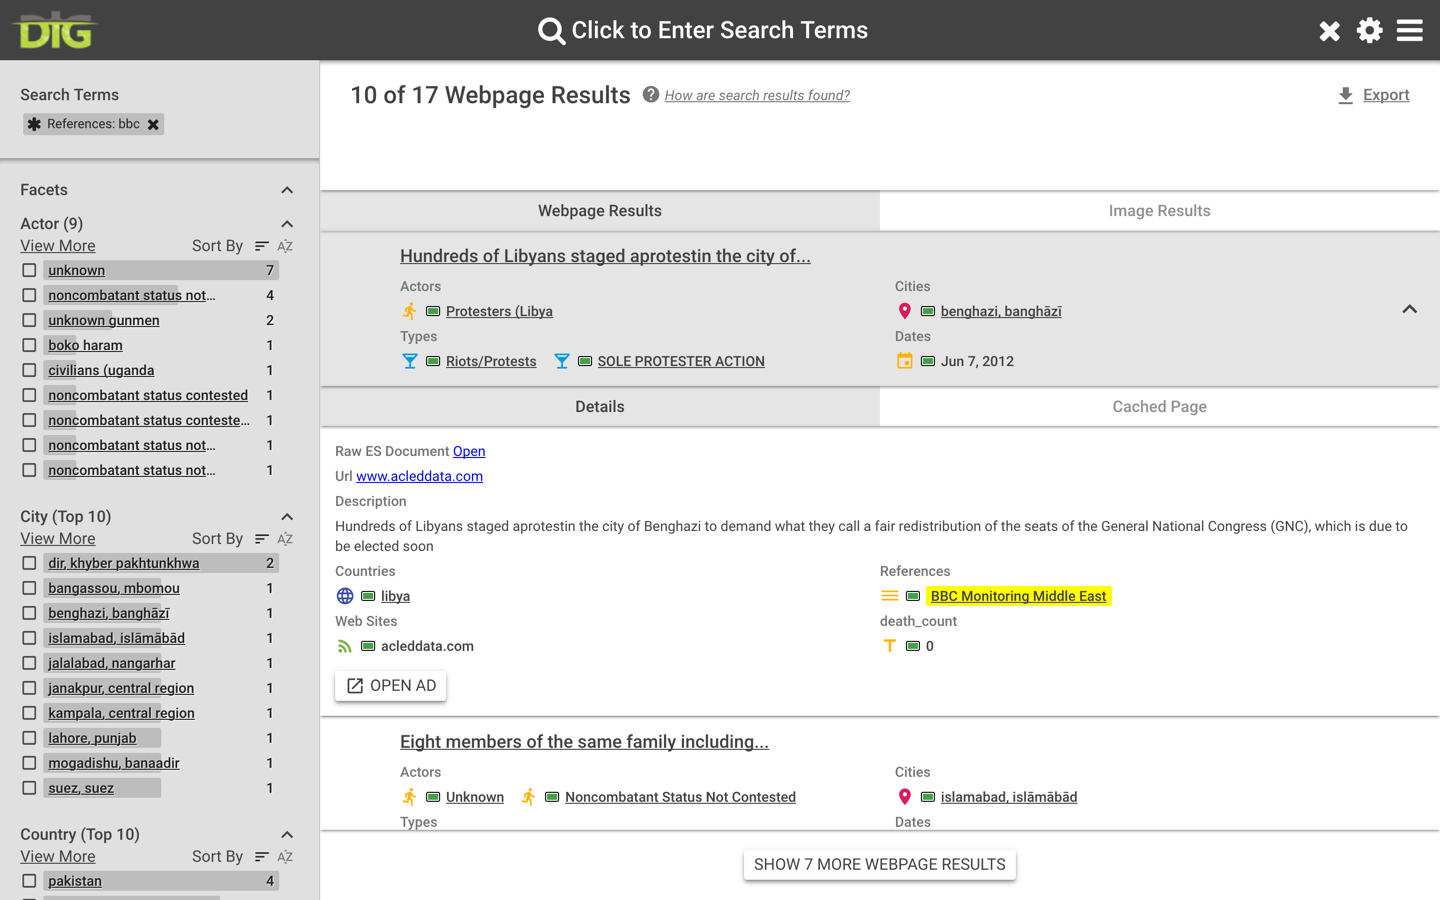 DIG
Click to Enter Search Terms
Search Terms
References: bbc
Facets
Actor (9)
View More
Sort By
AZ
unknown 7
noncombatant status not... 4
unknown gunmen 2
boko haram 1
civilians (uganda 1
noncombatant status contested 1
noncombatant status conteste... 1
noncombatant status not... 1
noncombatant status not... 1
City (Top 10)
View More
Sort By
AZ
dir, khyber pakhtunkhwa 2
bangassou, mbomou 1
benghazi, banghāzī 1
islamabad, islāmābād 1
jalalabad, nangarhar 1
janakpur, central region 1
kampala, central region 1
lahore, punjab 1
mogadishu, banaadir 1
suez, suez 1
Country (Top 10)
View More
Sort By
AZ
pakistan 4
10 of 17 Webpage Results
How are search results found?
Export
Webpage Results
Image Results
Hundreds of Libyans staged aprotestin the city of...
Actors
Protesters (Libya
Cities
benghazi, banghāzī
Types
Riots/Protests
SOLE PROTESTER ACTION
Dates
Jun 7, 2012
Details
Cached Page
Raw ES Document Open
Url www.acleddata.com
Description
Hundreds of Libyans staged aprotestin the city of Benghazi to demand what they call a fair redistribution of the seats of the General National Congress (GNC), which is due to
be elected soon
Countries
libya
References
BBC Monitoring Middle East
Web Sites
acleddata.com
death_count
0
OPEN AD
Eight members of the same family including...
Actors
Unknown
Noncombatant Status Not Contested
Cities
islamabad, islāmābād
Types
Dates
SHOW 7 MORE WEBPAGE RESULTS